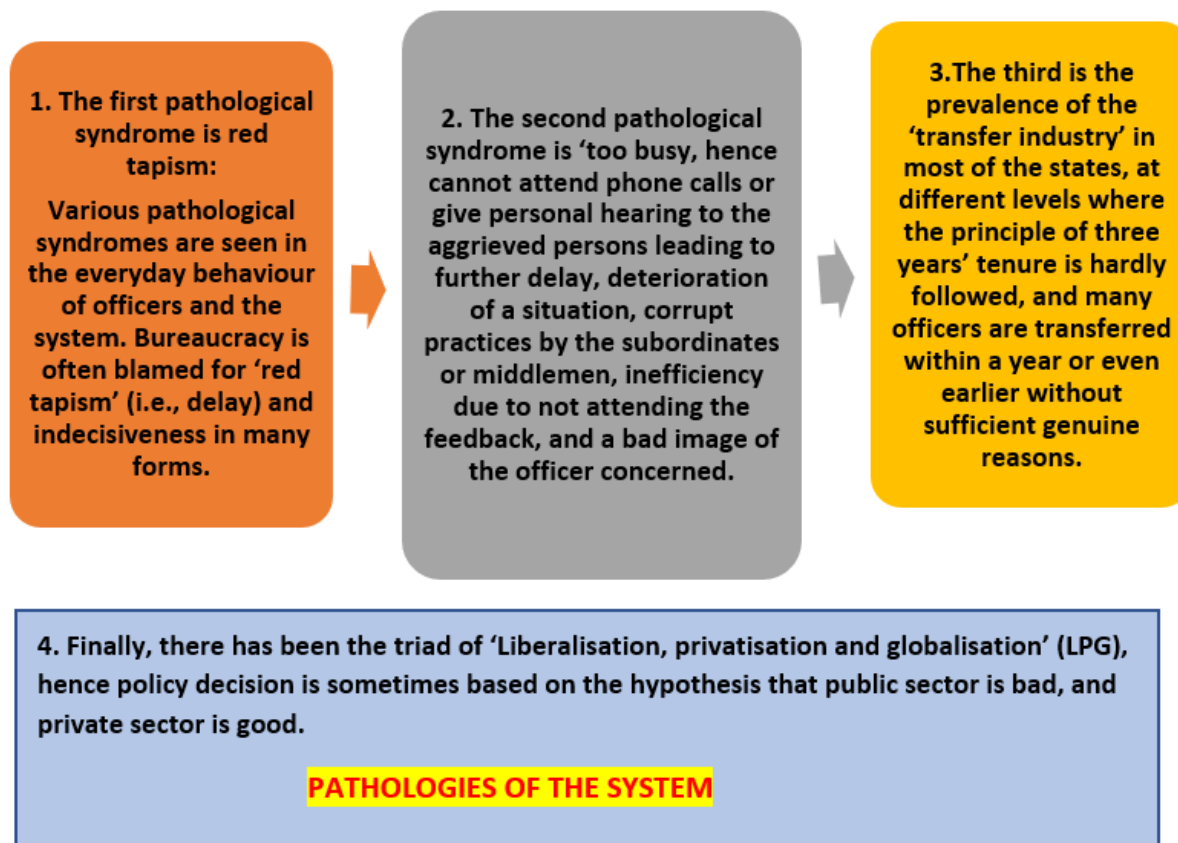 1. The first pathological
syndrome is red
tapism:
Various pathological
syndromes are seen in
the everyday behaviour
of officers and the
system. Bureaucracy is
often blamed for ‘red
tapism’ (i.e., delay) and
indecisiveness in many
forms.
2. The second pathological
syndrome is ‘too busy, hence
cannot attend phone calls or
give personal hearing to the
aggrieved persons leading to
further delay, deterioration
of a situation, corrupt
practices by the subordinates
or middlemen, inefficiency
due to not attending the
feedback, and a bad image of
the officer concerned.
3.The third is the
prevalence of the
‘transfer industry’ in
most of the states, at
different levels where
the principle of three
years’ tenure is hardly
followed, and many
officers are transferred
within a year or even
earlier without
sufficient genuine
reasons.
4. Finally, there has been the triad of ‘Liberalisation, privatisation and globalisation’ (LPG),
hence policy decision is sometimes based on the hypothesis that public sector is bad, and
private sector is good.
PATHOLOGIES OF THE SYSTEM